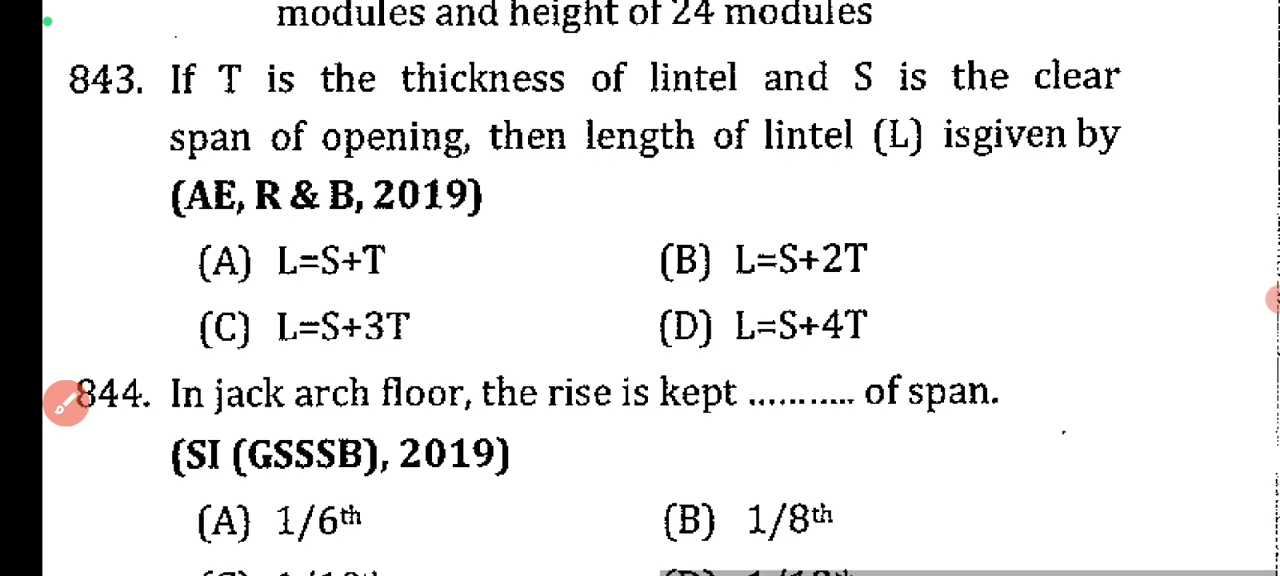 modules and height of 24 modules
843. If T is the thickness of lintel and S is the clear
span of opening, then length of lintel (L) isgiven by
(AE, R & B, 2019)
(A) L=S+T (B) L=S+2T
(C) L=S+3T (D) L=S+4T
844. In jack arch floor, the rise is kept ........... of span.
(SI (GSSSB), 2019)
(A) 1/6th (B) 1/8th